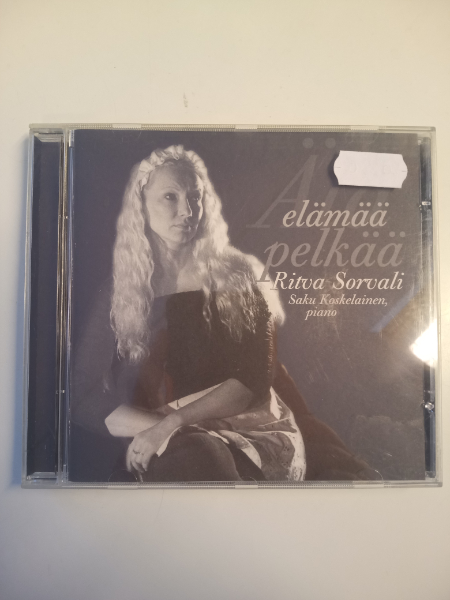 Älä
elämää
pelkää
Ritva Sorvali
Saku Koskelainen,
piano